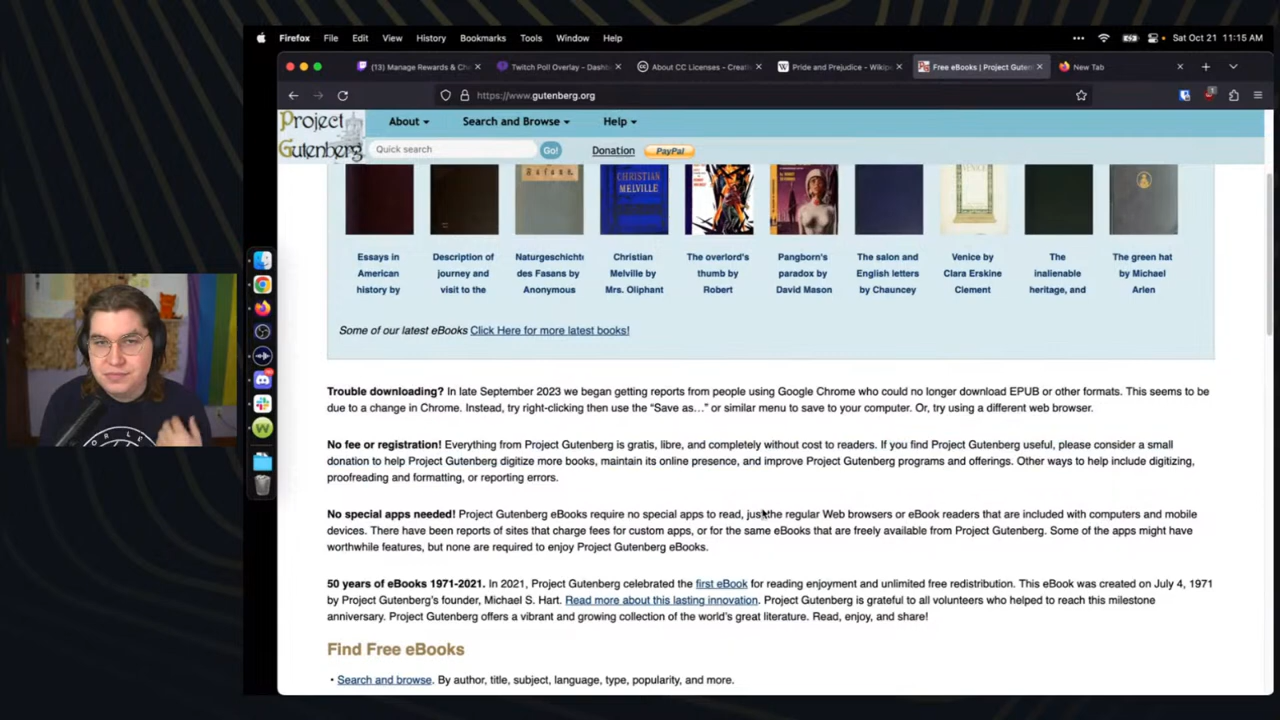 Firefox File Edit View History Bookmarks Tools Window Help Sat Oct 21 11:15 AM
(13) Manage Rewards & Ch Twitch Poll Overlay - Dashb About CC Licenses - Creati Pride and Prejudice - Wikip Free eBooks | Project Guten New Tab
https://www.gutenberg.org
Project Gutenberg
About Search and Browse Help
Quick search Go! Donation PayPal
CHRISTIAN
MELVILLE
Essays in American history by
Description of journey and visit to the
Naturgeschichte des Fasans by Anonymous
Christian Melville by Mrs. Oliphant
The overlord's thumb by Robert
Pangborn's paradox by David Mason
The salon and English letters by Chauncey
Venice by Clara Erskine Clement
The inalienable heritage, and
The green hat by Michael Arlen
Some of our latest eBooks Click Here for more latest books!
Trouble downloading? In late September 2023 we began getting reports from people using Google Chrome who could no longer download EPUB or other formats. This seems to be
due to a change in Chrome. Instead, try right-clicking then use the “Save as…” or similar menu to save to your computer. Or, try using a different web browser.
No fee or registration! Everything from Project Gutenberg is gratis, libre, and completely without cost to readers. If you find Project Gutenberg useful, please consider a small
donation to help Project Gutenberg digitize more books, maintain its online presence, and improve Project Gutenberg programs and offerings. Other ways to help include digitizing,
proofreading and formatting, or reporting errors.
No special apps needed! Project Gutenberg eBooks require no special apps to read, just the regular Web browsers or eBook readers that are included with computers and mobile
devices. There have been reports of sites that charge fees for custom apps, or for the same eBooks that are freely available from Project Gutenberg. Some of the apps might have
worthwhile features, but none are required to enjoy Project Gutenberg eBooks.
50 years of eBooks 1971-2021. In 2021, Project Gutenberg celebrated the first eBook for reading enjoyment and unlimited free redistribution. This eBook was created on July 4, 1971
by Project Gutenberg’s founder, Michael S. Hart. Read more about this lasting innovation. Project Gutenberg is grateful to all volunteers who helped to reach this milestone
anniversary. Project Gutenberg offers a vibrant and growing collection of the world’s great literature. Read, enjoy, and share!
Find Free eBooks
• Search and browse. By author, title, subject, language, type, popularity, and more.